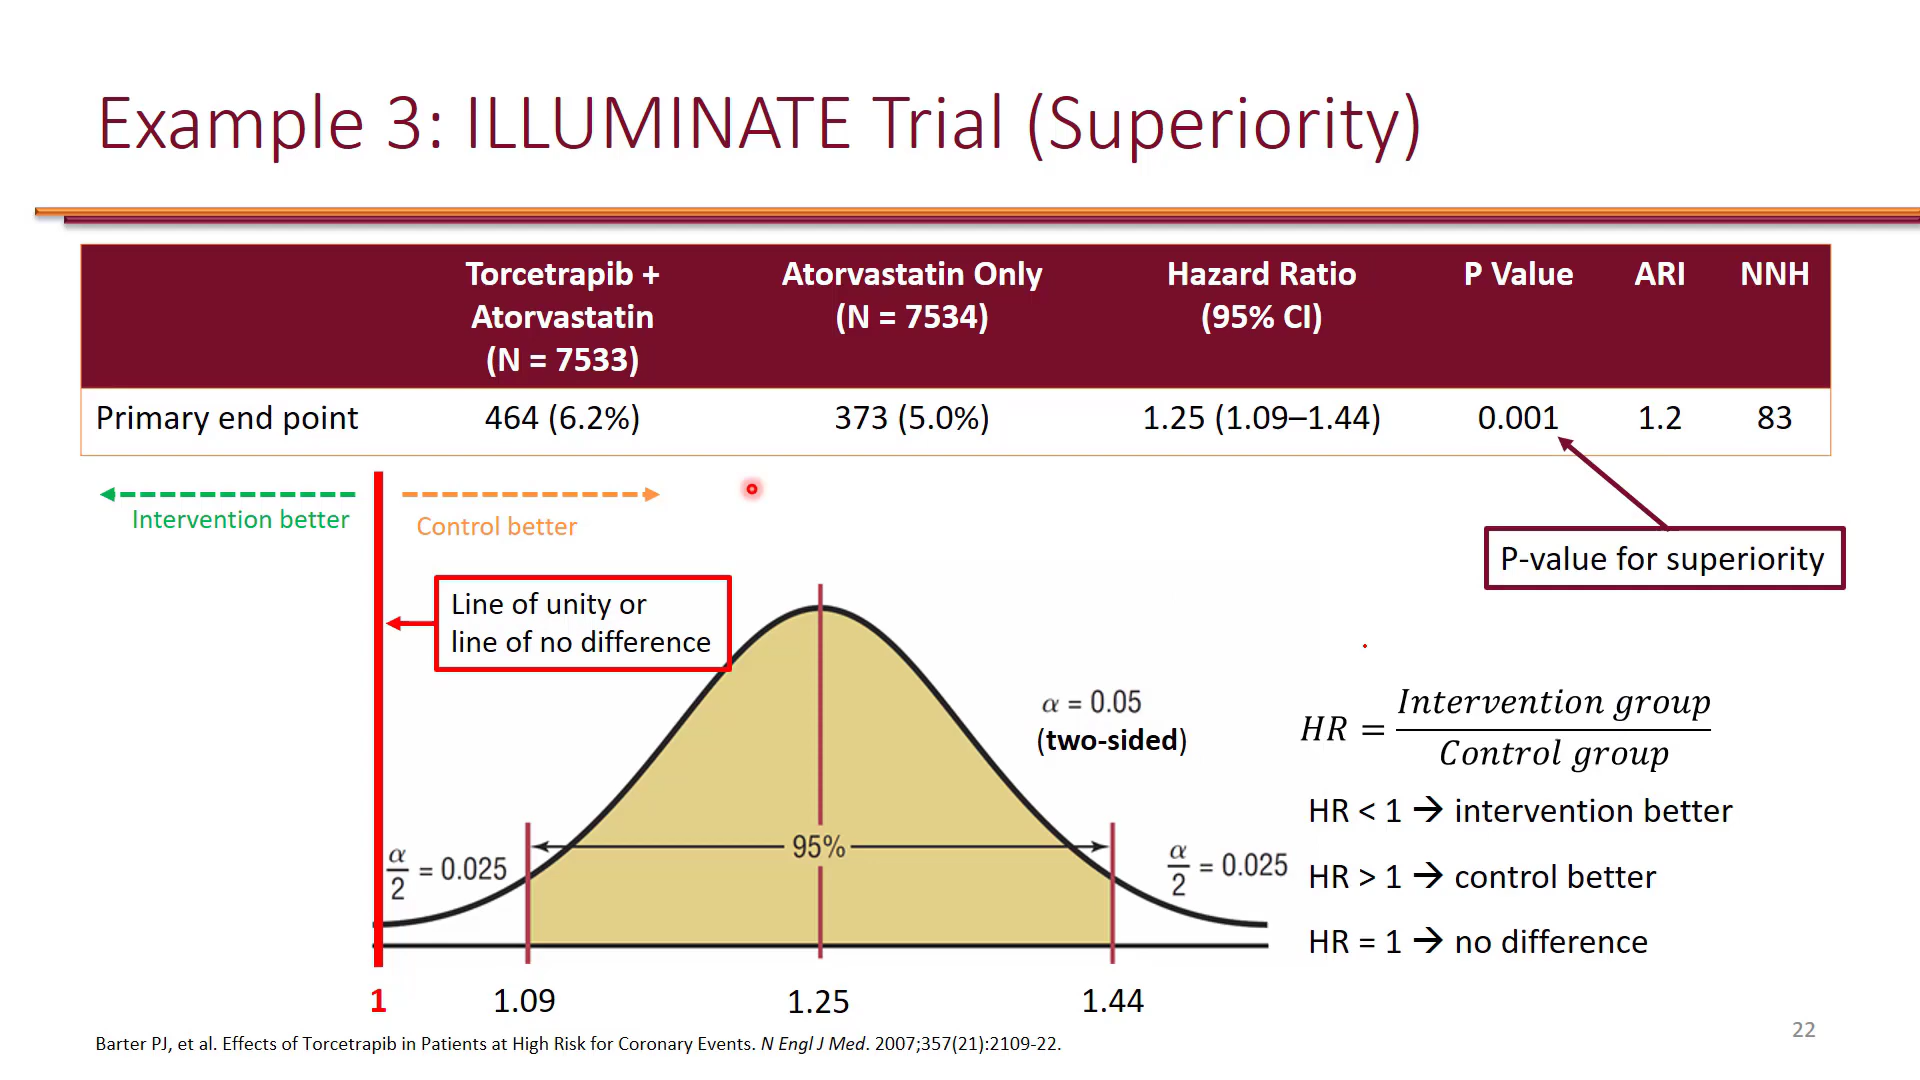 Example 3: ILLUMINATE Trial (Superiority)
Torcetrapib + Atorvastatin Only Hazard Ratio P Value ARI NNH
Atorvastatin (N = 7534) (95% CI)
(N = 7533)
Primary end point 464 (6.2%) 373 (5.0%) 1.25 (1.09–1.44) 0.001 1.2 83
Intervention better
Control better
P-value for superiority
Line of unity or
line of no difference
α = 0.05
(two-sided)
HR = Intervention group / Control group
HR < 1 → intervention better
95%
α/2 = 0.025
α/2 = 0.025
HR > 1 → control better
HR = 1 → no difference
1 1.09 1.25 1.44
Barter PJ, et al. Effects of Torcetrapib in Patients at High Risk for Coronary Events. N Engl J Med. 2007;357(21):2109-22.
22